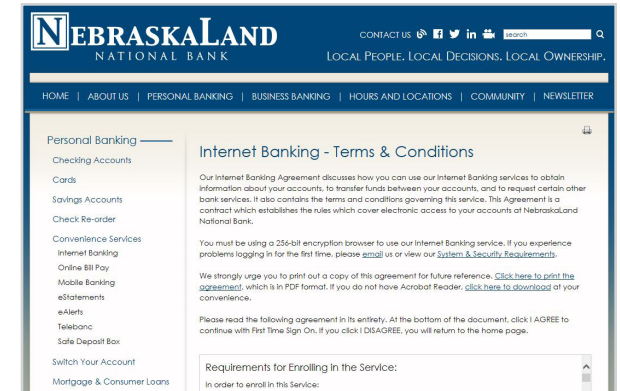 NEBRASKALAND
NATIONAL BANK
CONTACT US
search
LOCAL PEOPLE. LOCAL DECISIONS. LOCAL OWNERSHIP.
HOME | ABOUT US | PERSONAL BANKING | BUSINESS BANKING | HOURS AND LOCATIONS | COMMUNITY | NEWSLETTER
Personal Banking
Checking Accounts
Cards
Savings Accounts
Check Re-order
Convenience Services
Internet Banking
Online Bill Pay
Mobile Banking
eStatements
eAlerts
Telebanc
Safe Deposit Box
Switch Your Account
Mortgage & Consumer Loans
Internet Banking - Terms & Conditions
Our Internet Banking Agreement discusses how you can use our Internet Banking services to obtain
information about your accounts, to transfer funds between your accounts, and to request certain other
bank services. It also contains the terms and conditions governing this service. This Agreement is a
contract which establishes the rules which cover electronic access to your accounts at NebraskaLand
National Bank.
You must be using a 256-bit encryption browser to use our Internet Banking service. If you experience
problems logging in for the first time, please email us or view our System & Security Requirements.
We strongly urge you to print out a copy of this agreement for future reference. Click here to print the
agreement, which is in PDF format. If you do not have Acrobat Reader, click here to download at your
convenience.
Please read the following agreement in its entirety. At the bottom of the document, click I AGREE to
continue with First Time Sign On. If you click I DISAGREE, you will return to the home page.
Requirements for Enrolling in the Service:
In order to enroll in this Service: